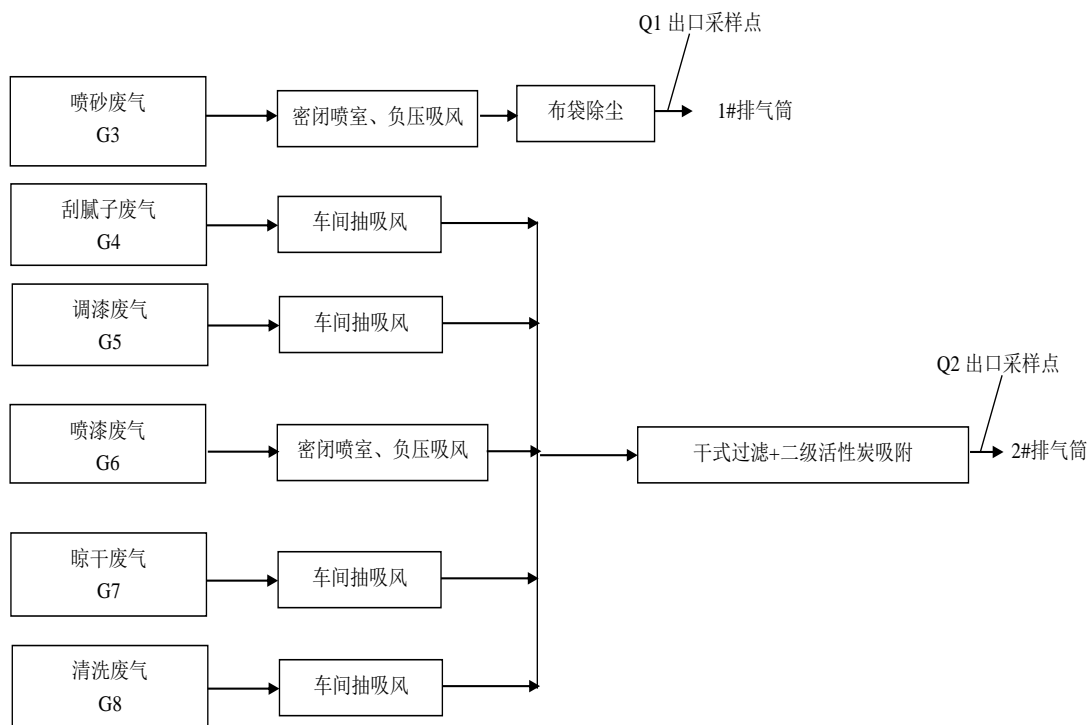 Q1 出口采样点
喷砂废气
G3
密闭喷室、负压吸风
布袋除尘
1#排气筒
刮腻子废气
G4
车间抽吸风
调漆废气
G5
车间抽吸风
Q2 出口采样点
喷漆废气
G6
密闭喷室、负压吸风
干式过滤+二级活性炭吸附
2#排气筒
晾干废气
G7
车间抽吸风
清洗废气
G8
车间抽吸风